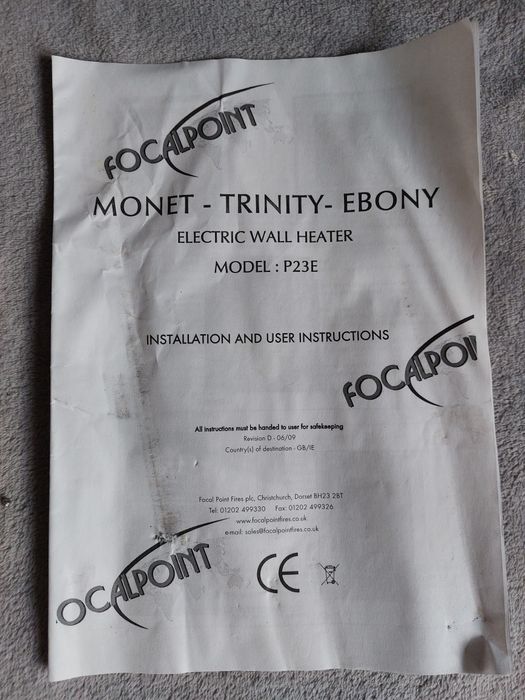 FOCALPOINT
MONET - TRINITY- EBONY
ELECTRIC WALL HEATER
MODEL : P23E
INSTALLATION AND USER INSTRUCTIONS
FOCALPOIN
All instructions must be handed to user for safekeeping
Revision D - 06/09
Country(s) of destination - GB/IE
Focal Point Fires plc, Christchurch, Dorset BH23 2BT
Tel: 01202 499330 Fax: 01202 499326
www.focalpointfires.co.uk
e-mail: sales@focalpointfires.co.uk
OCALPOINT
CE